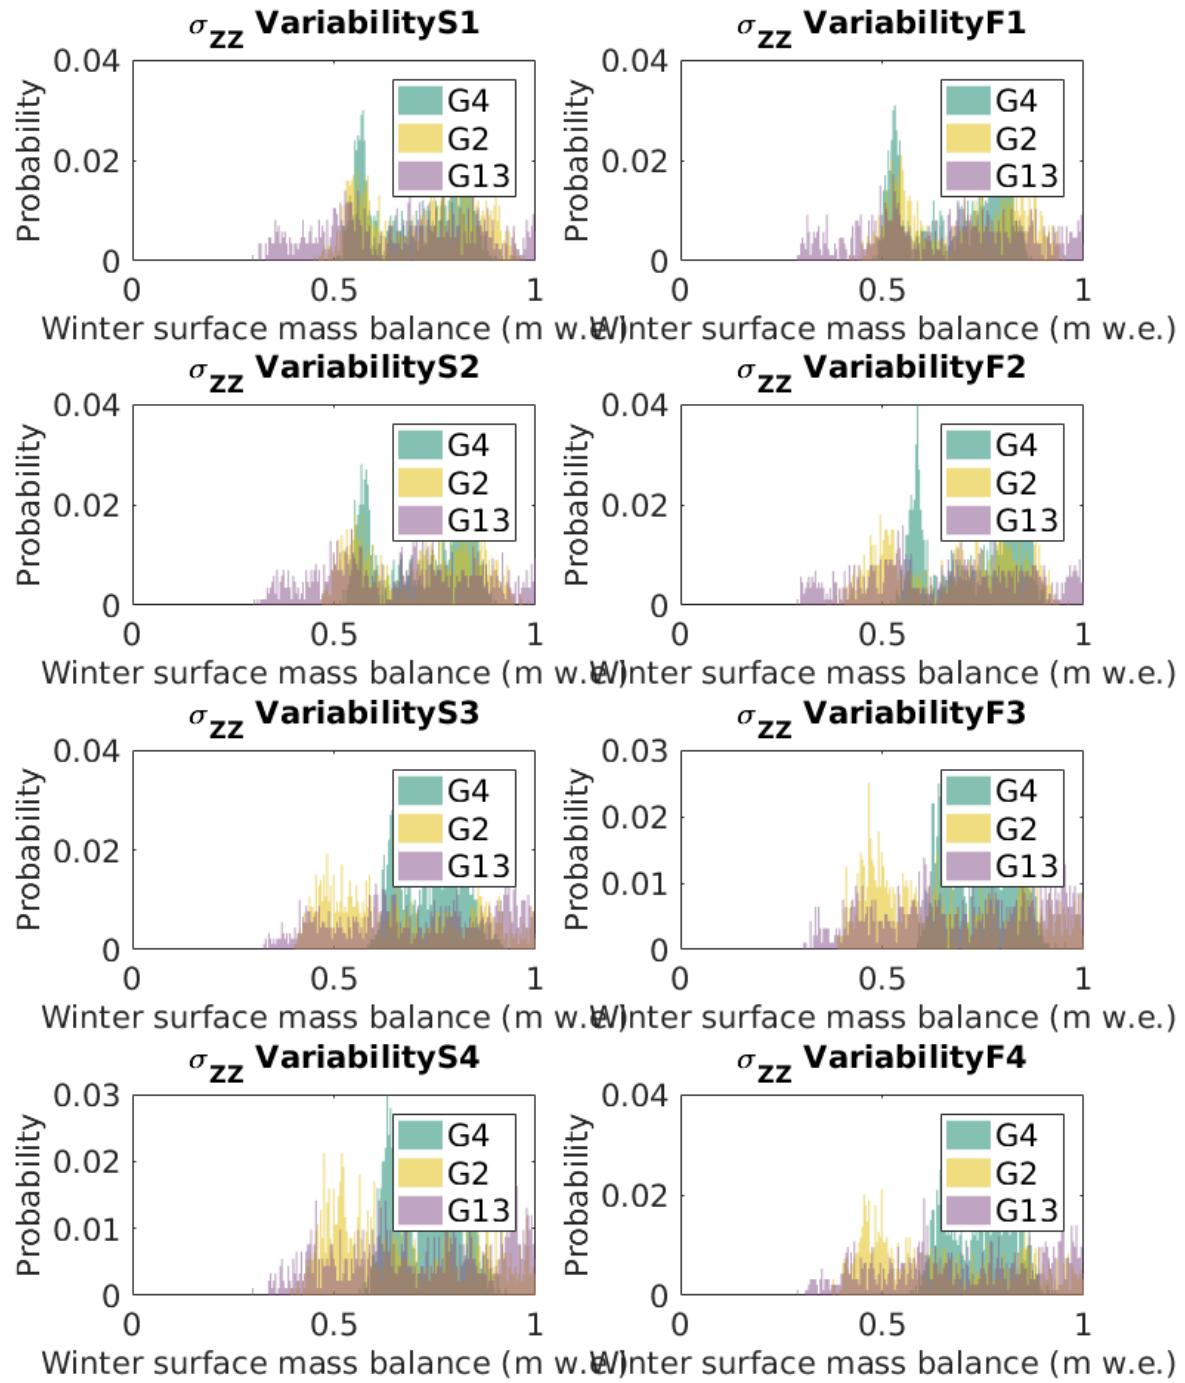 σZZ VariabilityS1
0.04
0.02
0
Probability
G4
G2
G13
0 0.5 1
Winter surface mass balance (m w.e.)
σZZ VariabilityF1
0.04
0.02
0
Probability
G4
G2
G13
0 0.5 1
Winter surface mass balance (m w.e.)
σZZ VariabilityS2
0.04
0.02
0
Probability
G4
G2
G13
0 0.5 1
Winter surface mass balance (m w.e.)
σZZ VariabilityF2
0.04
0.02
0
Probability
G4
G2
G13
0 0.5 1
Winter surface mass balance (m w.e.)
σZZ VariabilityS3
0.04
0.02
0
Probability
G4
G2
G13
0 0.5 1
Winter surface mass balance (m w.e.)
σZZ VariabilityF3
0.03
0.02
0.01
0
Probability
G4
G2
G13
0 0.5 1
Winter surface mass balance (m w.e.)
σZZ VariabilityS4
0.03
0.02
0.01
0
Probability
G4
G2
G13
0 0.5 1
Winter surface mass balance (m w.e.)
σZZ VariabilityF4
0.04
0.02
0
Probability
G4
G2
G13
0 0.5 1
Winter surface mass balance (m w.e.)